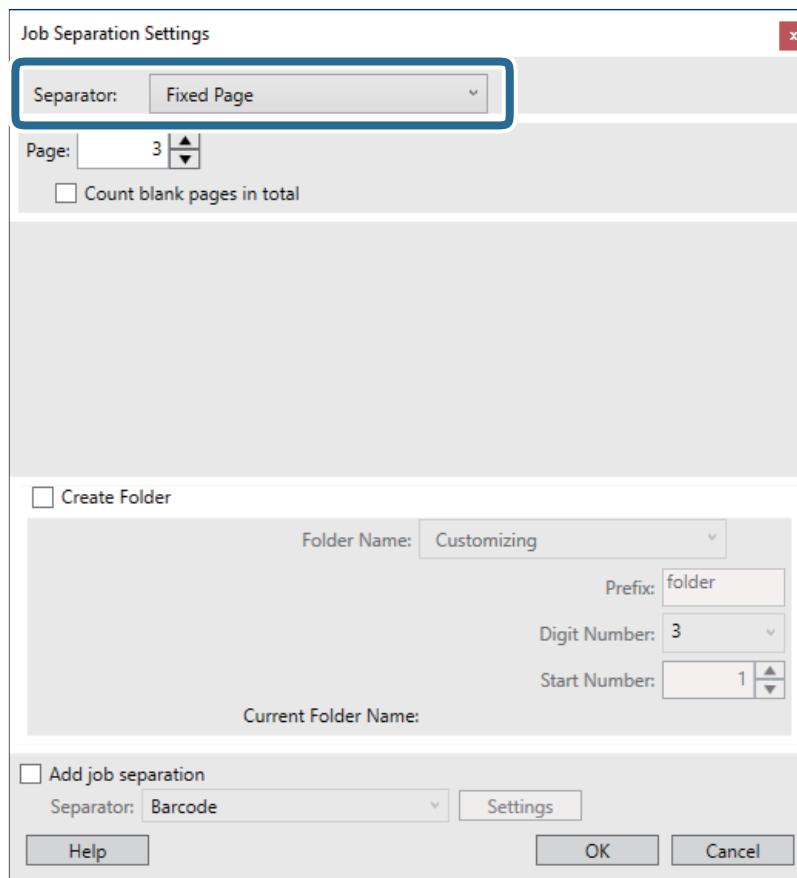 Job Separation Settings
x
Separator: Fixed Page
Page: 3
Count blank pages in total
Create Folder
Folder Name: Customizing
Prefix: folder
Digit Number: 3
Start Number: 1
Current Folder Name:
Add job separation
Separator: Barcode Settings
Help OK Cancel